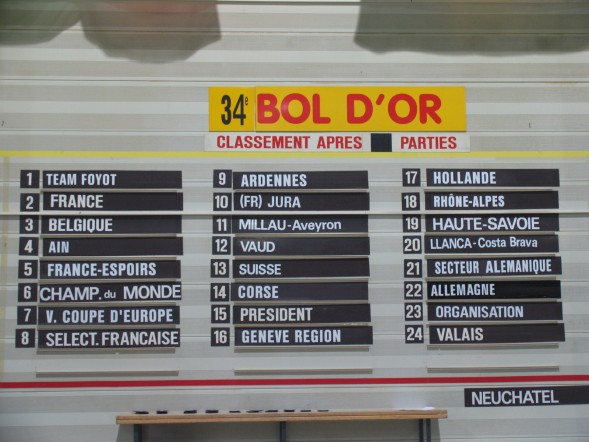 34e BOL D'OR
CLASSEMENT APRES PARTIES
1 TEAM FOYOT
2 FRANCE
3 BELGIQUE
4 AIN
5 FRANCE-ESPOIRS
6 CHAMP. du MONDE
7 V. COUPE D'EUROPE
8 SELECT. FRANCAISE
9 ARDENNES
10 (FR) JURA
11 MILLAU-Aveyron
12 VAUD
13 SUISSE
14 CORSE
15 PRESIDENT
16 GENEVE REGION
17 HOLLANDE
18 RHÔNE-ALPES
19 HAUTE-SAVOIE
20 LLANCA-Costa Brava
21 SECTEUR ALEMANIQUE
22 ALLEMAGNE
23 ORGANISATION
24 VALAIS
NEUCHATEL